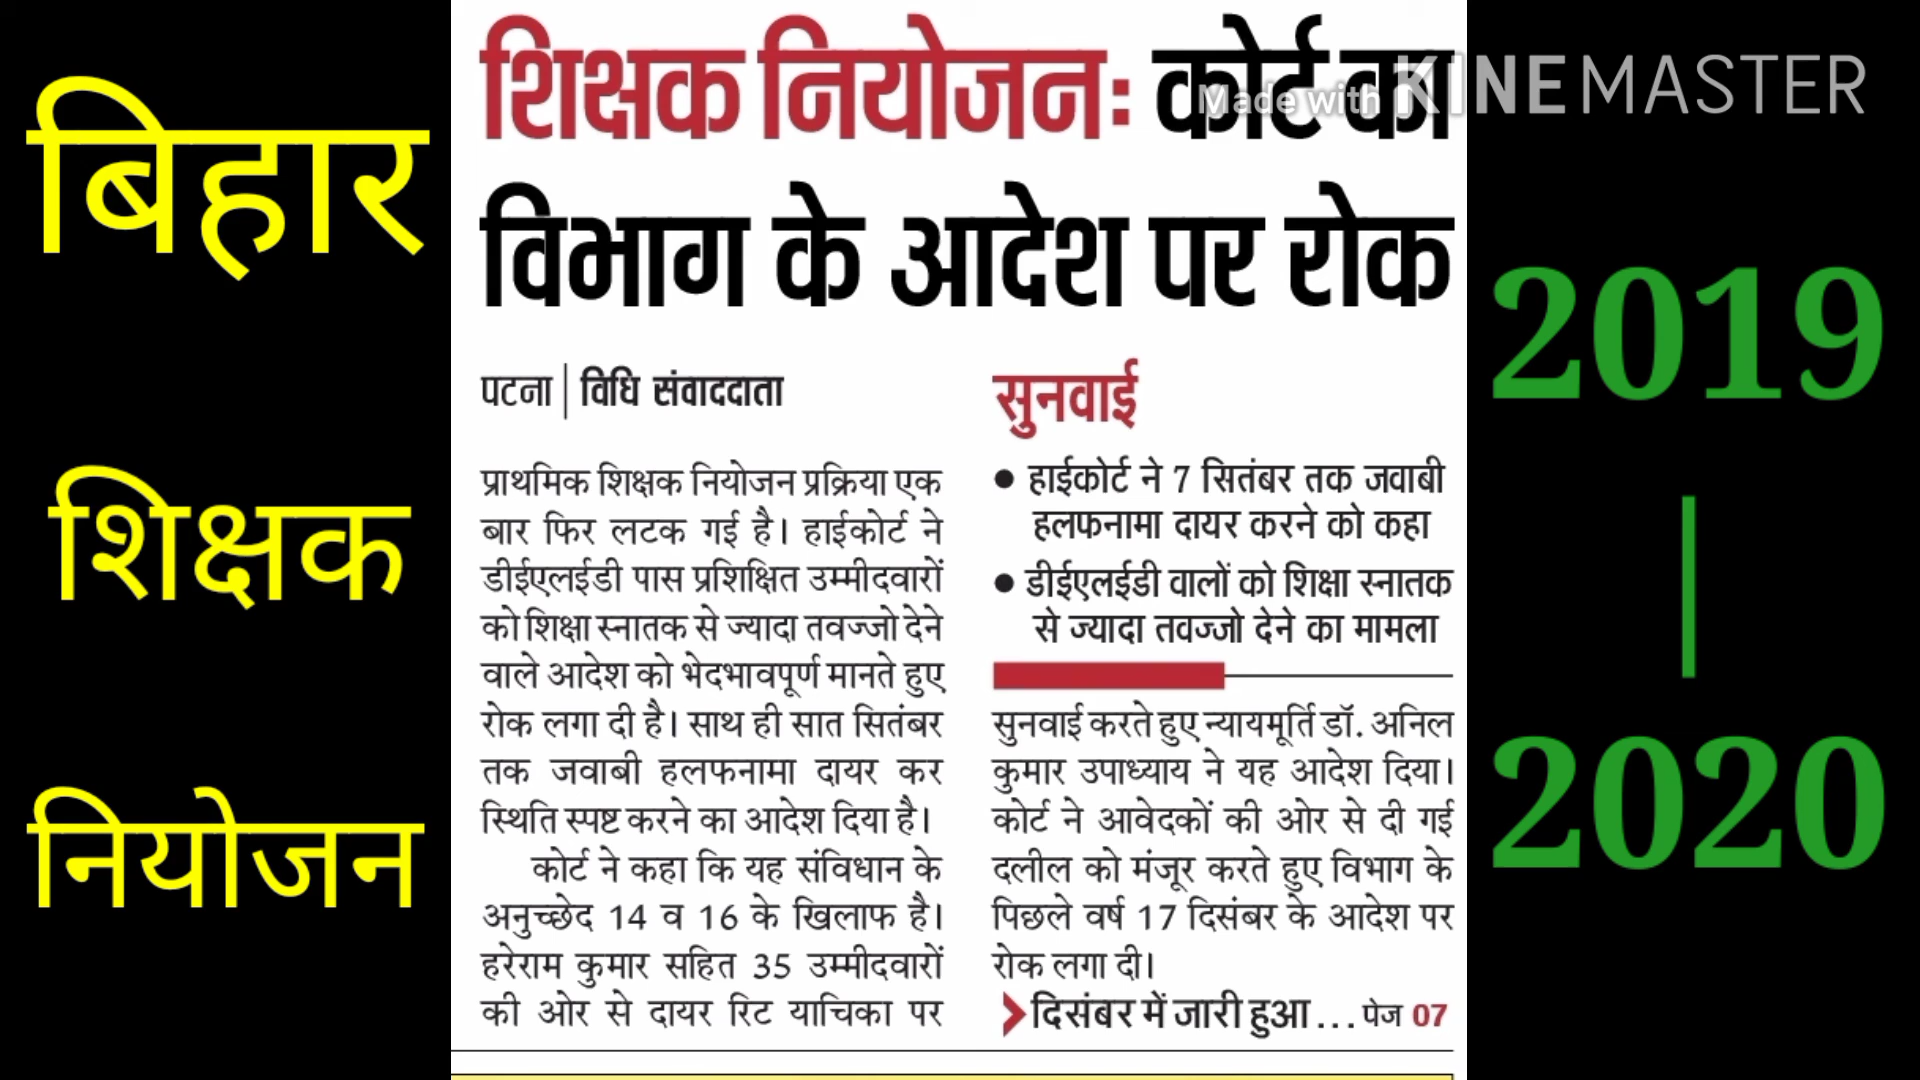 बिहार
शिक्षक
नियोजन
शिक्षक नियोजनः कोर्ट का
विभाग के आदेश पर रोक
Made with KINEMASTER
पटना | विधि संवाददाता
प्राथमिक शिक्षक नियोजन प्रक्रिया एक
बार फिर लटक गई है। हाईकोर्ट ने
डीईएलईडी पास प्रशिक्षित उम्मीदवारों
को शिक्षा स्नातक से ज्यादा तवज्जो देने
वाले आदेश को भेदभावपूर्ण मानते हुए
रोक लगा दी है। साथ ही सात सितंबर
तक जवाबी हलफनामा दायर कर
स्थिति स्पष्ट करने का आदेश दिया है।
कोर्ट ने कहा कि यह संविधान के
अनुच्छेद 14 व 16 के खिलाफ है।
हरेराम कुमार सहित 35 उम्मीदवारों
की ओर से दायर रिट याचिका पर
सुनवाई
● हाईकोर्ट ने 7 सितंबर तक जवाबी
हलफनामा दायर करने को कहा
● डीईएलईडी वालों को शिक्षा स्नातक
से ज्यादा तवज्जो देने का मामला
सुनवाई करते हुए न्यायमूर्ति डॉ. अनिल
कुमार उपाध्याय ने यह आदेश दिया।
कोर्ट ने आवेदकों की ओर से दी गई
दलील को मंजूर करते हुए विभाग के
पिछले वर्ष 17 दिसंबर के आदेश पर
रोक लगा दी।
दिसंबर में जारी हुआ... पेज 07
2019
|
2020